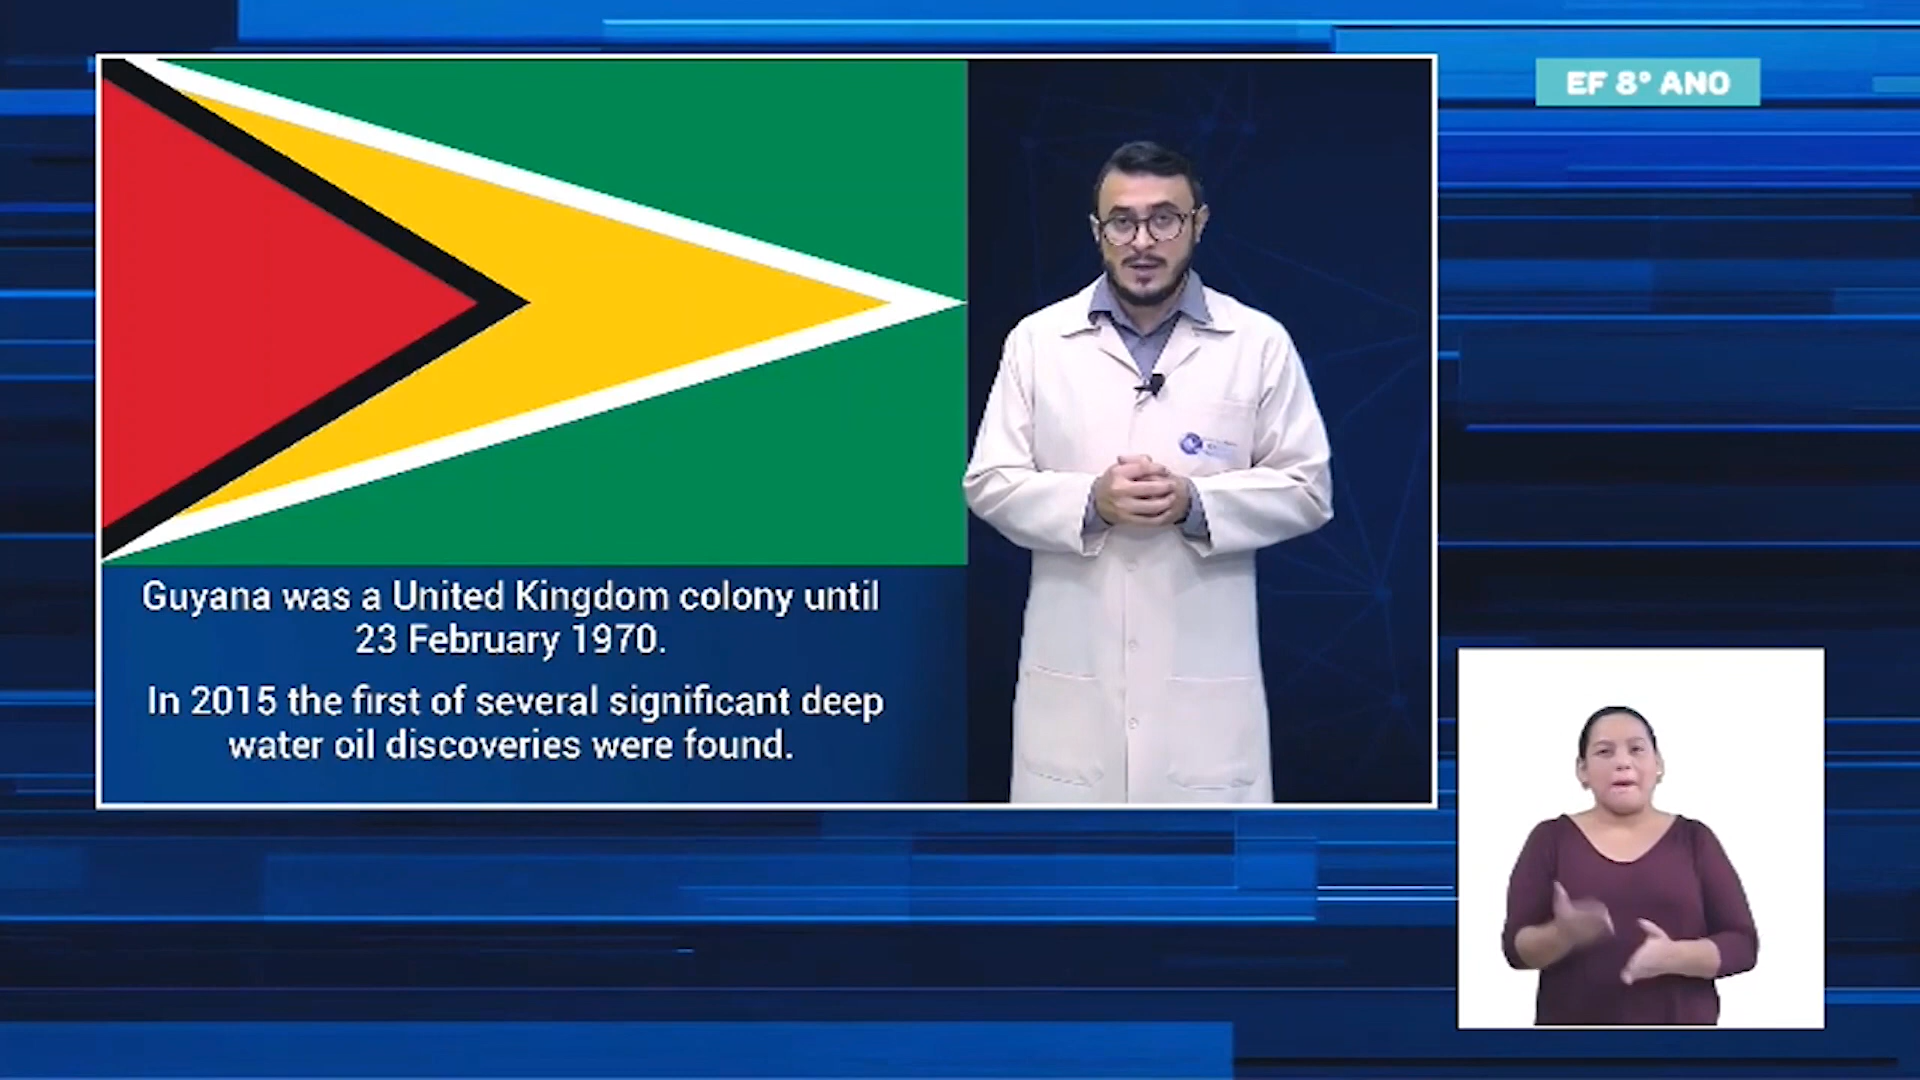 EF 8º ANO
Guyana was a United Kingdom colony until
23 February 1970.
In 2015 the first of several significant deep
water oil discoveries were found.